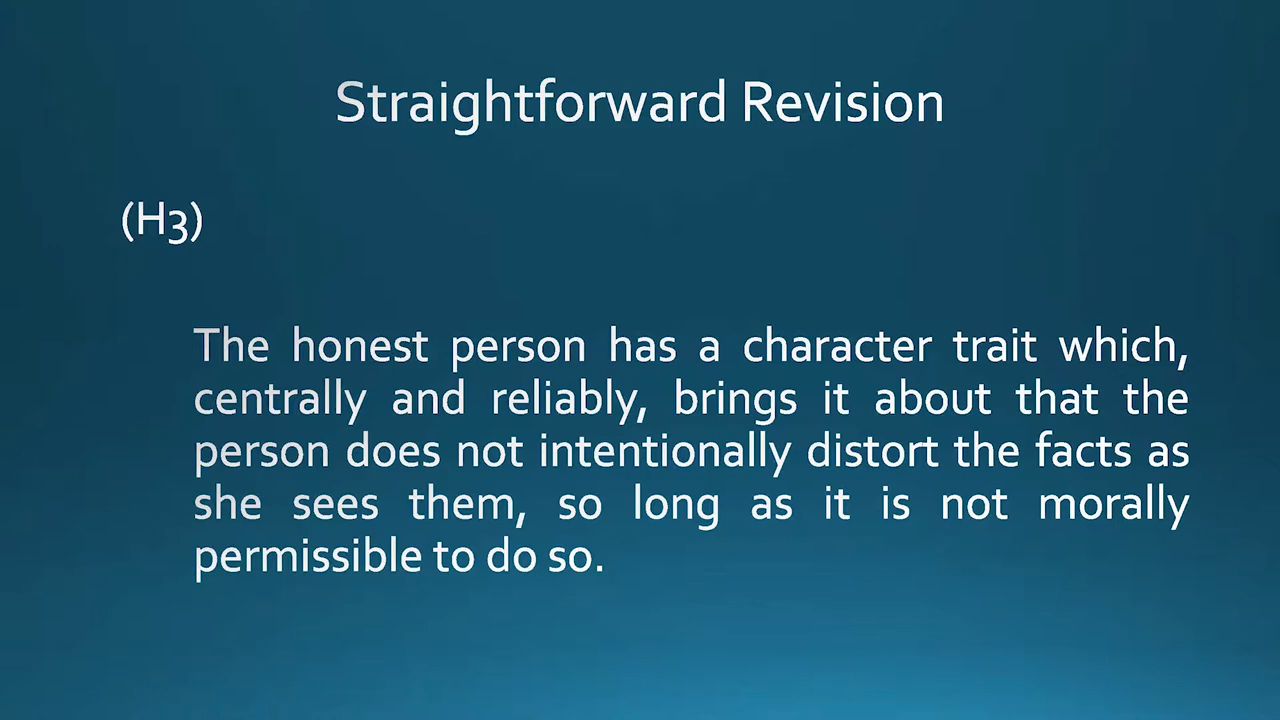 Straightforward Revision
(H3)
The honest person has a character trait which,
centrally and reliably, brings it about that the
person does not intentionally distort the facts as
she sees them, so long as it is not morally
permissible to do so.